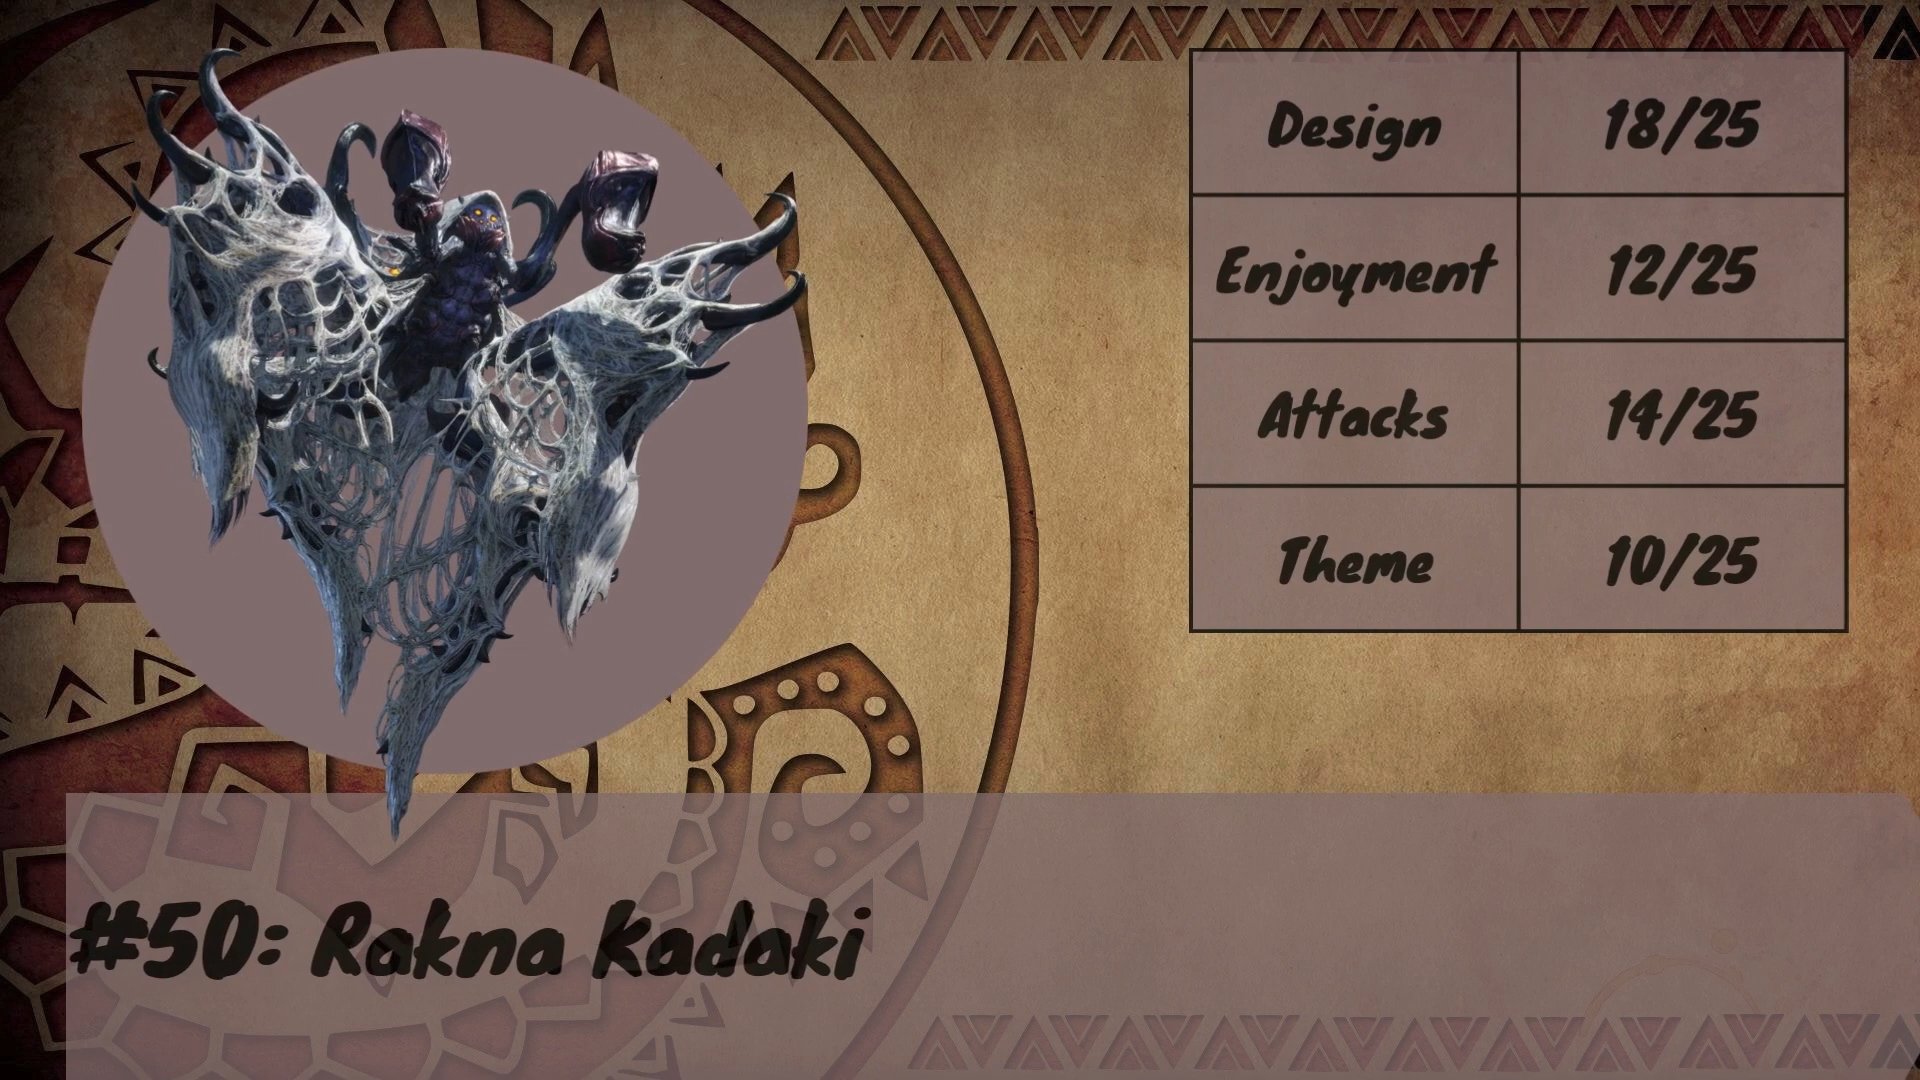 Design 18/25
Enjoyment 12/25
Attacks 14/25
Theme 10/25
#50: Rakna Kadaki